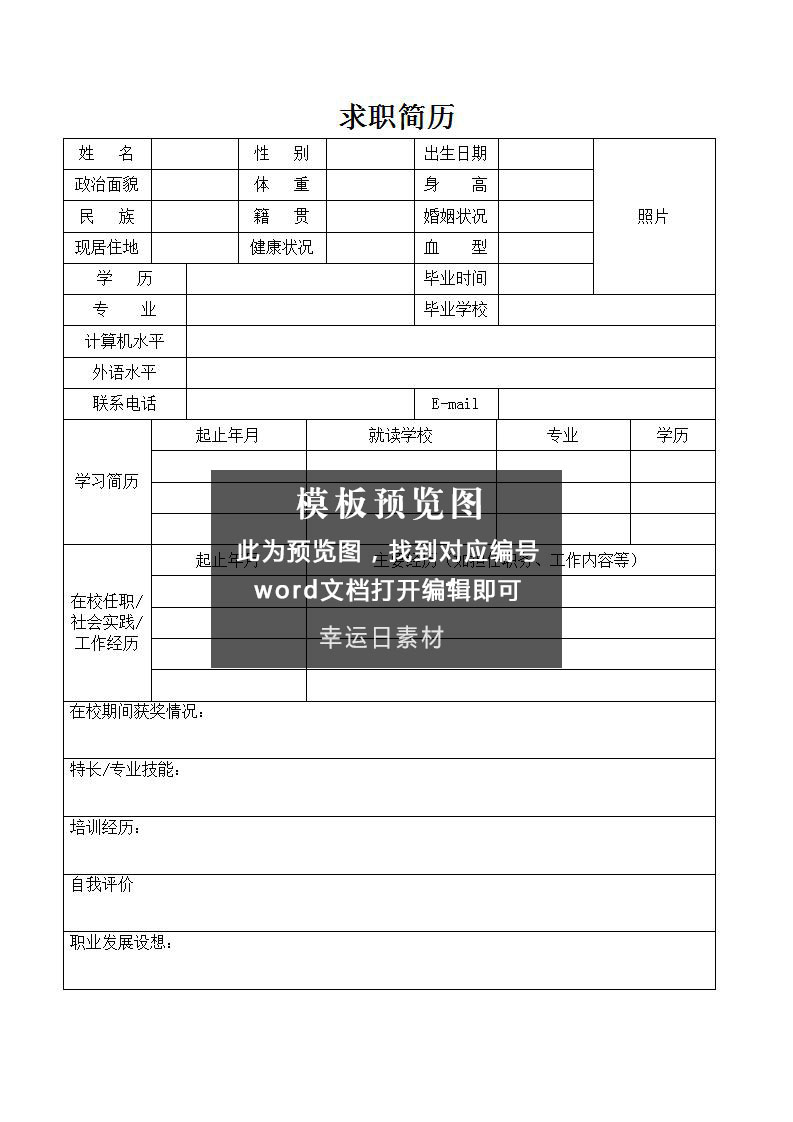 求职简历
姓 名 性 别 出生日期
政治面貌 体 重 身 高
照片
民 族 籍 贯 婚姻状况
现居住地 健康状况 血 型
学 历 毕业时间
专 业 毕业学校
计算机水平
外语水平
联系电话 E-mail
起止年月 就读学校 专业 学历
学习简历
模板预览图
此为预览图，找到对应编号
word文档打开编辑即可
幸运日素材
起止年月 主要经历（如担任职务、工作内容等）
在校任职/
社会实践/
工作经历
在校期间获奖情况：
特长/专业技能：
培训经历：
自我评价
职业发展设想：